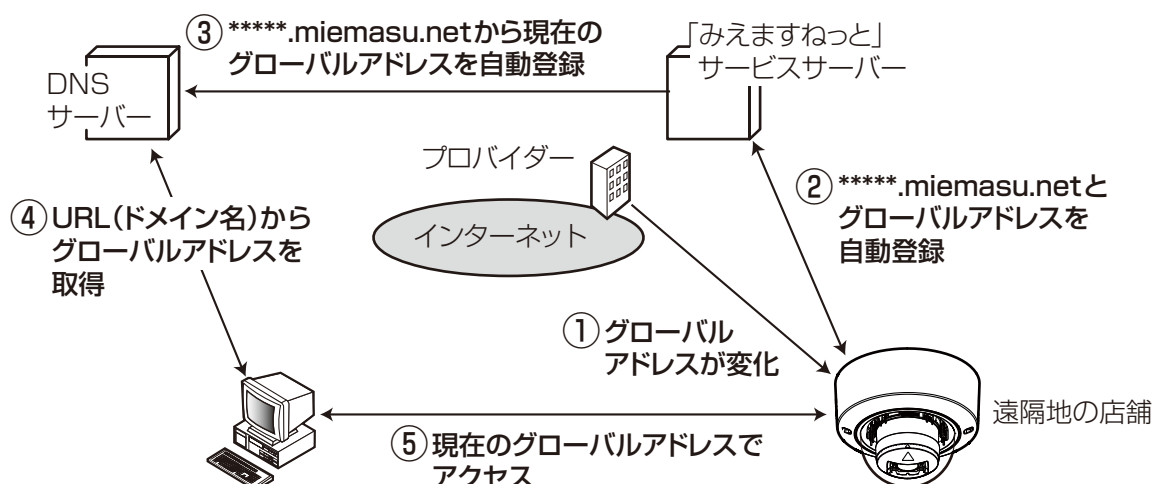 ③*****.miemasu.netから現在の
グローバルアドレスを自動登録
「みえますねっと」
サービスサーバー
DNS
サーバー
プロバイダー
インターネット
②*****.miemasu.netと
グローバルアドレスを
自動登録
④URL(ドメイン名)から
グローバルアドレスを
取得
①グローバル
アドレスが変化
遠隔地の店舗
⑤現在のグローバルアドレスで
アクセス